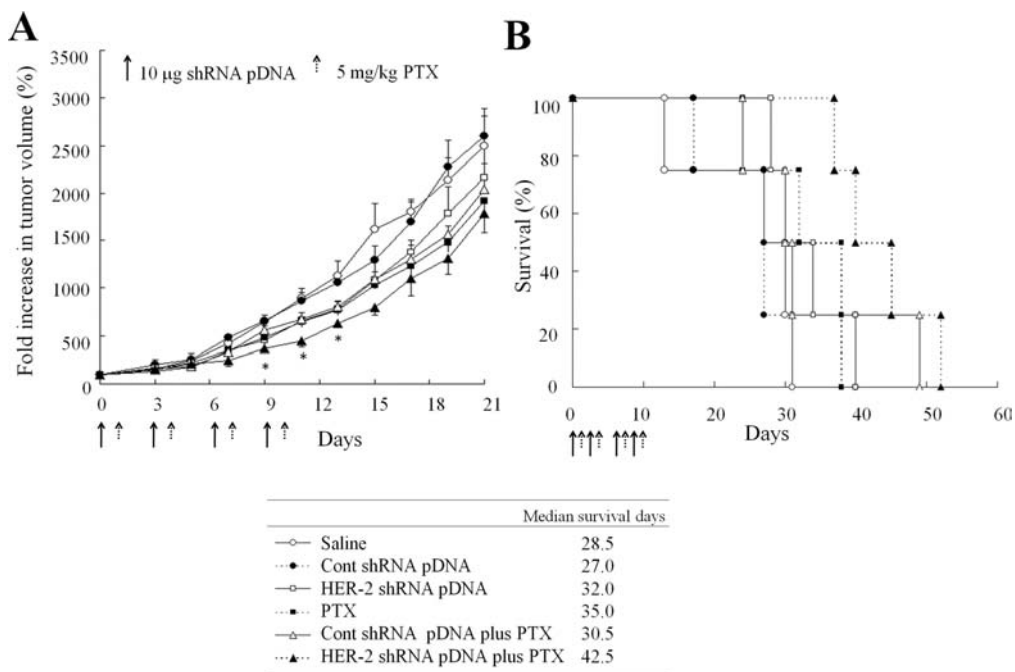 A
Fold increase in tumor volume (%)
3500
3000
2500
2000
1500
1000
500
0
10 µg shRNA pDNA
5 mg/kg PTX
*
*
*
0 3 6 9 12 15 18 21
Days
B
Survival (%)
100
80
60
40
20
0
0 10 20 30 40 50 60
Days
Median survival days
Saline 28.5
Cont shRNA pDNA 27.0
HER-2 shRNA pDNA 32.0
PTX 35.0
Cont shRNA pDNA plus PTX 30.5
HER-2 shRNA pDNA plus PTX 42.5